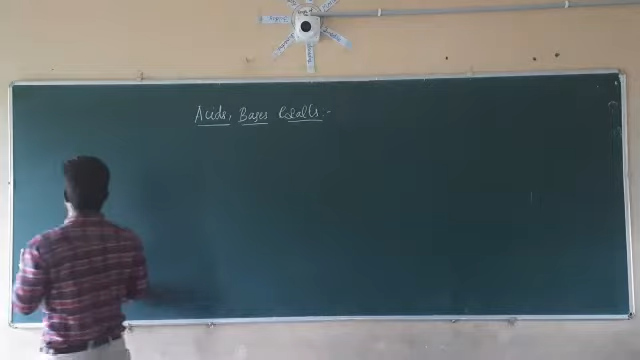 Acids, Bases & Salts :-